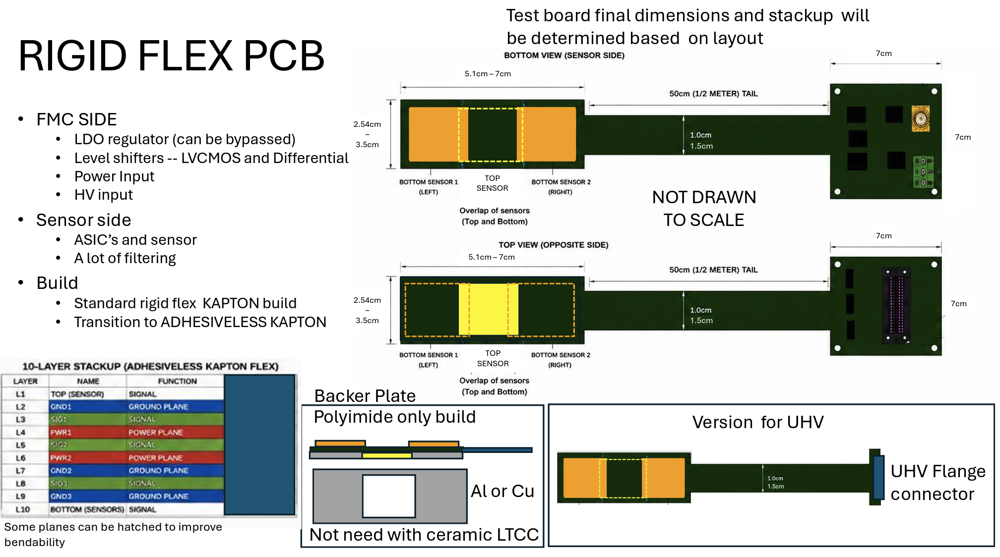 Test board final dimensions and stackup will
be determined based on layout
RIGID FLEX PCB
• FMC SIDE
• LDO regulator (can be bypassed)
• Level shifters -- LVCMOS and Differential
• Power Input
• HV input
• Sensor side
• ASIC’s and sensor
• A lot of filtering
• Build
• Standard rigid flex KAPTON build
• Transition to ADHESIVELESS KAPTON
BOTTOM VIEW (SENSOR SIDE)
5.1cm – 7cm
7cm
50cm (1/2 METER) TAIL
2.54cm
–
3.5cm
1.0cm
1.5cm
7cm
BOTTOM SENSOR 1
(LEFT)
TOP
SENSOR
BOTTOM SENSOR 2
(RIGHIT)
Overlap of sensors
(Top and Bottom)
NOT DRAWN
TO SCALE
TOP VIEW (OPPOSITE SIDE)
5.1cm – 7cm
7cm
50cm (1/2 METER) TAIL
2.54cm
–
3.5cm
1.0cm
1.5cm
7cm
BOTTOM SENSOR 1
(LEFT)
TOP
SENSOR
BOTTOM SENSOR 2
(RIGHT)
Overlap of sensors
(Top and Bottom)
10-LAYER STACKUP (ADHESIVELESS KAPTON FLEX)
LAYER NAME FUNCTION
L1 TOP (SENSOR) SIGNAL
L2 GND1 GROUND PLANE
L3 SIG1 SIGNAL
L4 PWR1 POWER PLANE
L5 SIG2 SIGNAL
L6 PWR2 POWER PLANE
L7 GND2 GROUND PLANE
L8 SIG3 SIGNAL
L9 GND3 GROUND PLANE
L10 BOTTOM (SENSORS) SIGNAL
Some planes can be hatched to improve
bendability
Backer Plate
Polyimide only build
Al or Cu
Not need with ceramic LTCC
Version for UHV
1.0cm
1.5cm
UHV Flange
connector